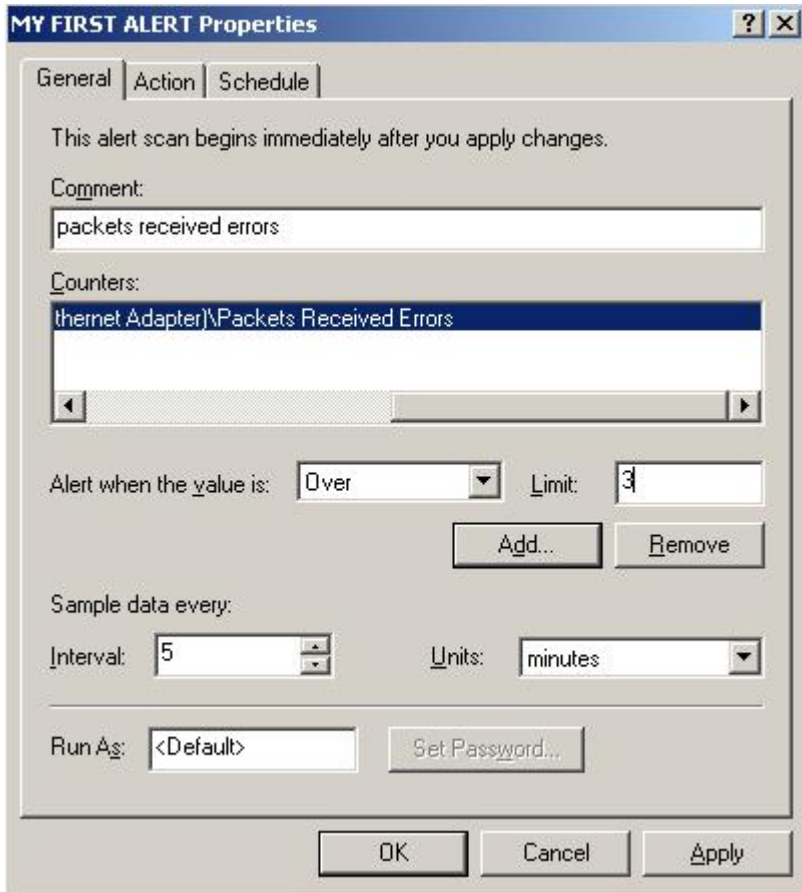 MY FIRST ALERT Properties
General Action Schedule
This alert scan begins immediately after you apply changes.
Comment:
packets received errors
Counters:
thernet Adapter)\Packets Received Errors
Alert when the value is: Over Limit: 3
Add... Remove
Sample data every:
Interval: 5 Units: minutes
Run As: <Default> Set Password...
OK Cancel Apply